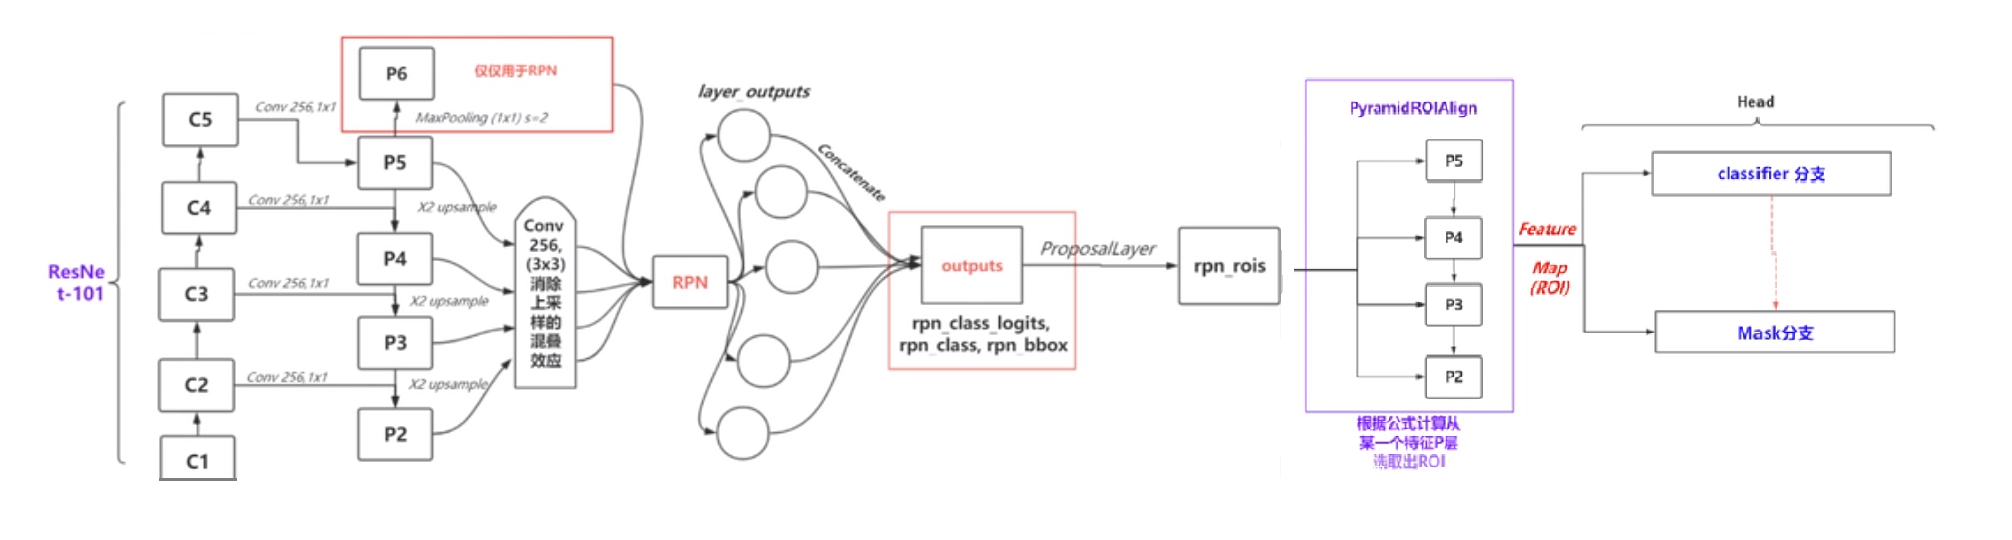 ResNe
t-101
C5
C4
C3
C2
C1
Conv 256,1x1
Conv 256,1x1
Conv 256,1x1
Conv 256,1x1
P6
仅仅用于RPN
MaxPooling (1x1) s=2
P5
X2 upsample
P4
X2 upsample
P3
X2 upsample
P2
Conv
256,
(3x3)
消除
上采
样的
混叠
效应
RPN
layer_outputs
Concatenate
outputs
rpn_class_logits,
rpn_class, rpn_bbox
ProposalLayer
rpn_rois
PyramidROIAlign
P5
P4
P3
P2
根据公式计算从
某一个特征P层
选取出ROI
Feature
Map
(ROI)
Head
classifier 分支
Mask分支